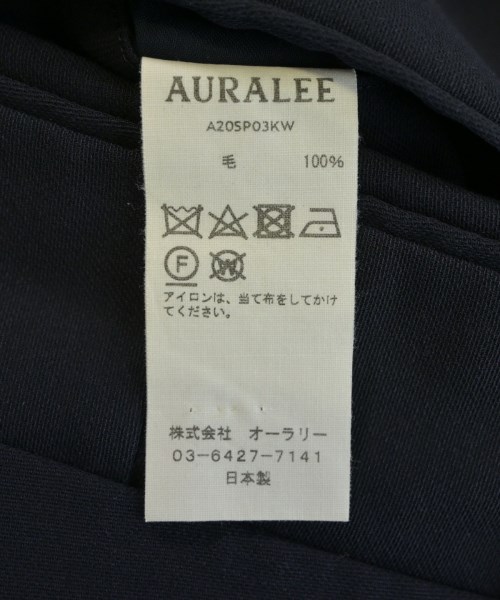 AURALEE
A20SP03KW
毛 100%
F W
アイロンは、当て布をしてかけ
てください。
株式会社 オーラリー
03-6427-7141
日本製